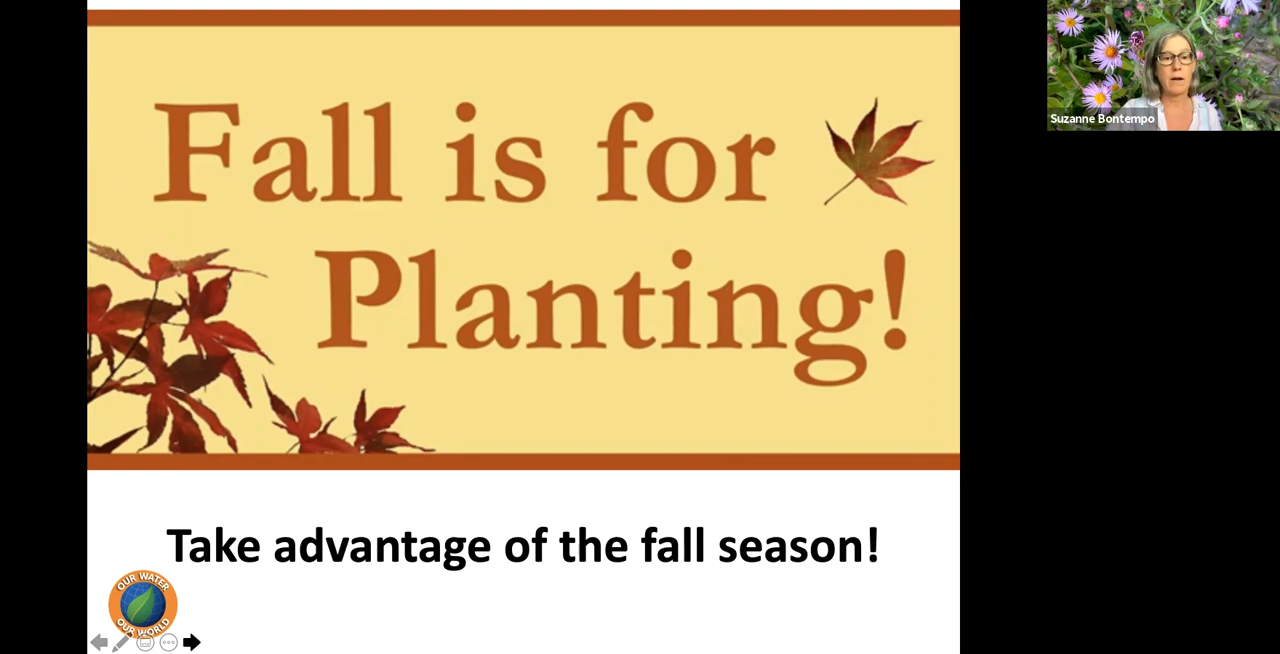 Fall is for
Planting!
Take advantage of the fall season!
OUR WATER
OUR WORLD
Suzanne Bontempo